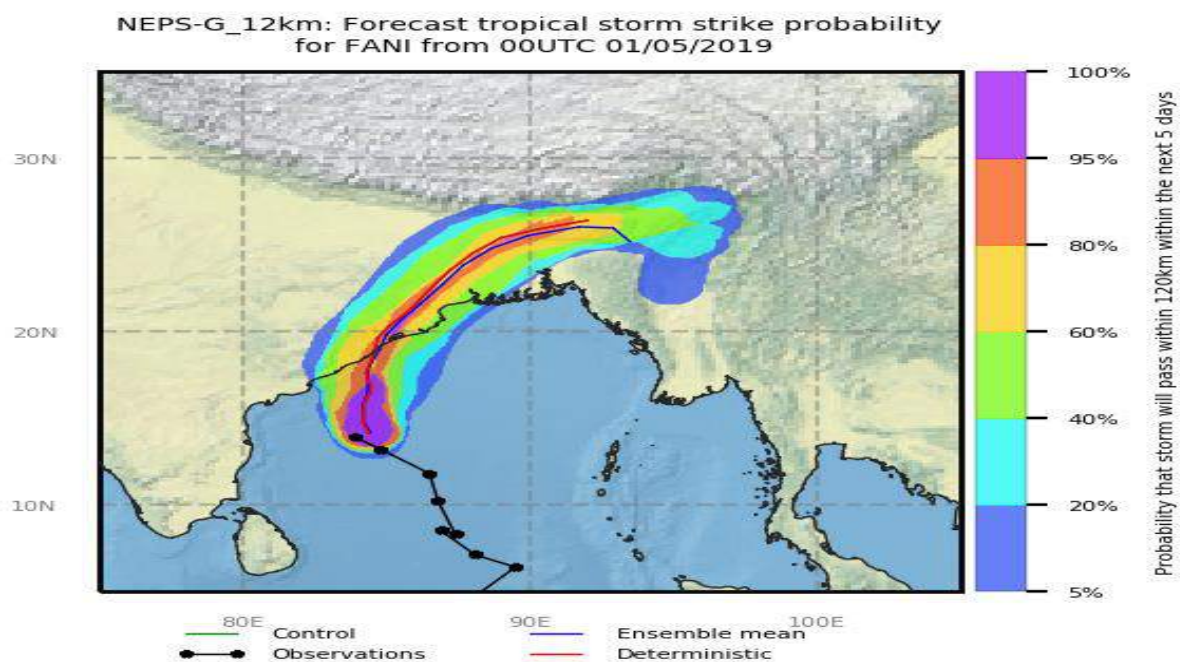 NEPS-G_12km: Forecast tropical storm strike probability
for FANI from 00UTC 01/05/2019
30N
20N
10N
80E
90E
100E
100%
95%
80%
60%
40%
20%
5%
Probability that storm will pass within 120km within the next 5 days
Control
Ensemble mean
Observations
Deterministic